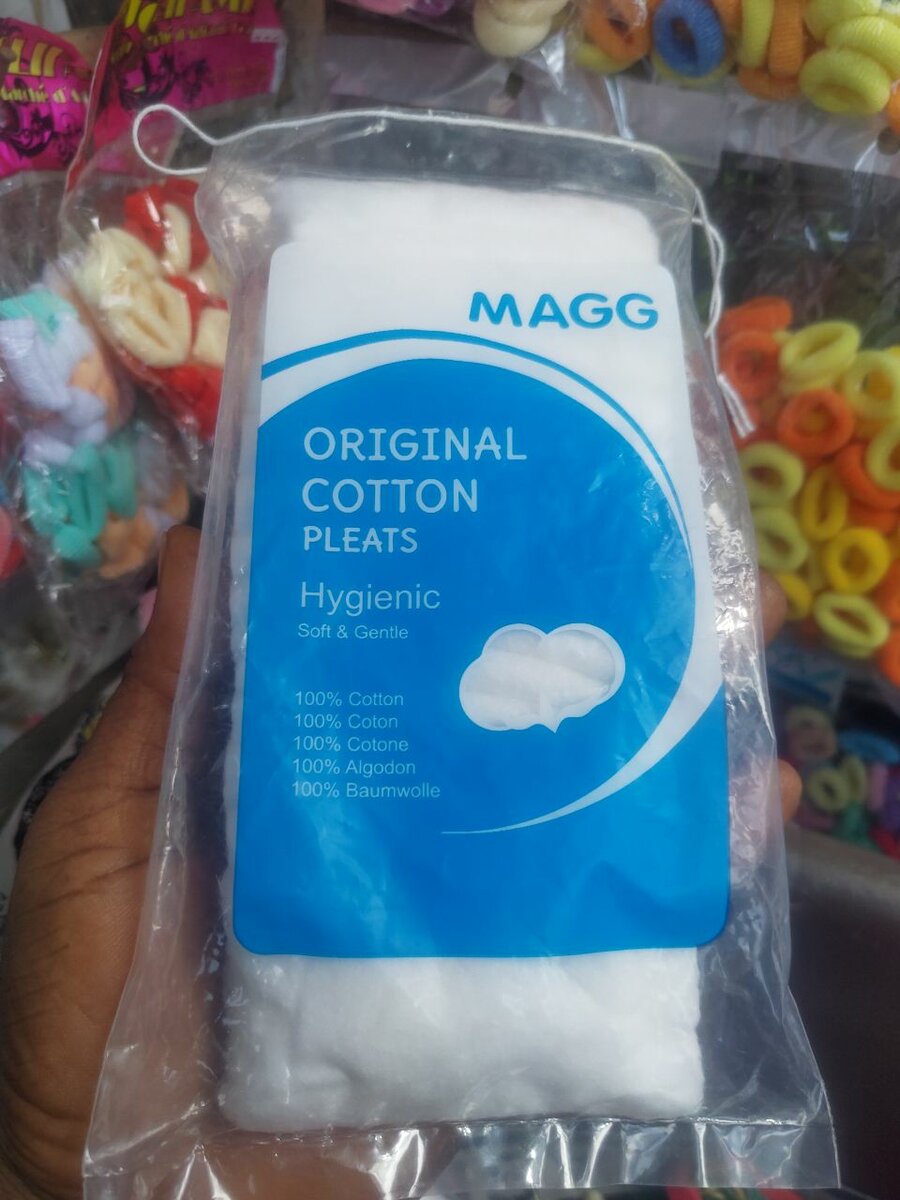 MAGG
ORIGINAL
COTTON
PLEATS
Hygienic
Soft & Gentle
100% Cotton
100% Coton
100% Cotone
100% Algodon
100% Baumwolle